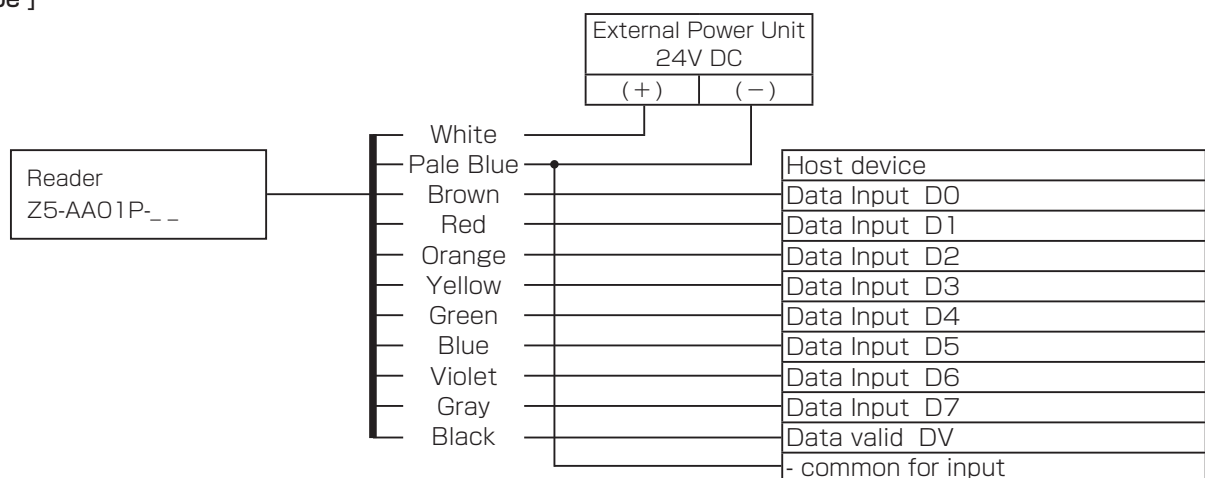 pe ]
External Power Unit
24V DC
(+) (−)
White
Pale Blue
Brown
Red
Orange
Yellow
Green
Blue
Violet
Gray
Black
Reader
Z5-AA01P-_ _
Host device
Data Input D0
Data Input D1
Data Input D2
Data Input D3
Data Input D4
Data Input D5
Data Input D6
Data Input D7
Data valid DV
- common for input